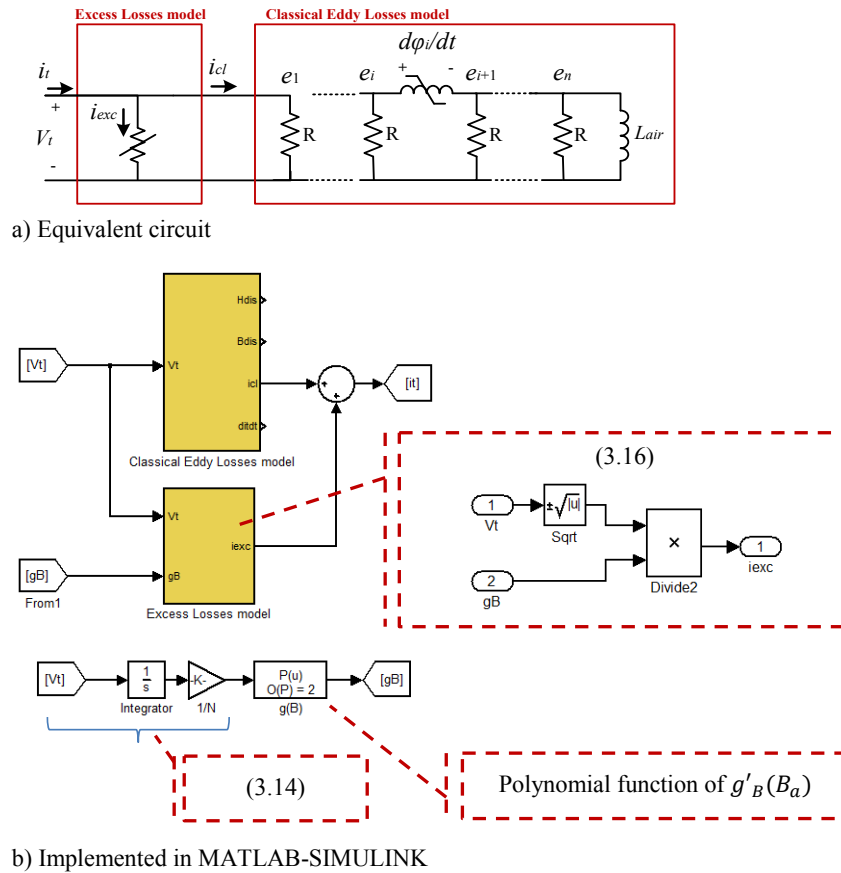 Excess Losses model
Classical Eddy Losses model
dφi/dt
it
icl
e1
ei
+ -
ei+1
en
+
iexc
Vt
R
R
R
R
Lair
-
a) Equivalent circuit
Hdis
[Vt]
Bdis
Vt
icl
+
+
[it]
ditdt
Classical Eddy Losses model
(3.16)
Vt
iexc
1
Vt
±√|u|
Sqrt
×
1
iexc
[gB]
From1
gB
2
gB
Divide2
Excess Losses model
[Vt]
1
s
Integrator
-K-
1/N
P(u)
O(P) = 2
g(B)
[gB]
(3.14)
Polynomial function of g'B(Ba)
b) Implemented in MATLAB-SIMULINK